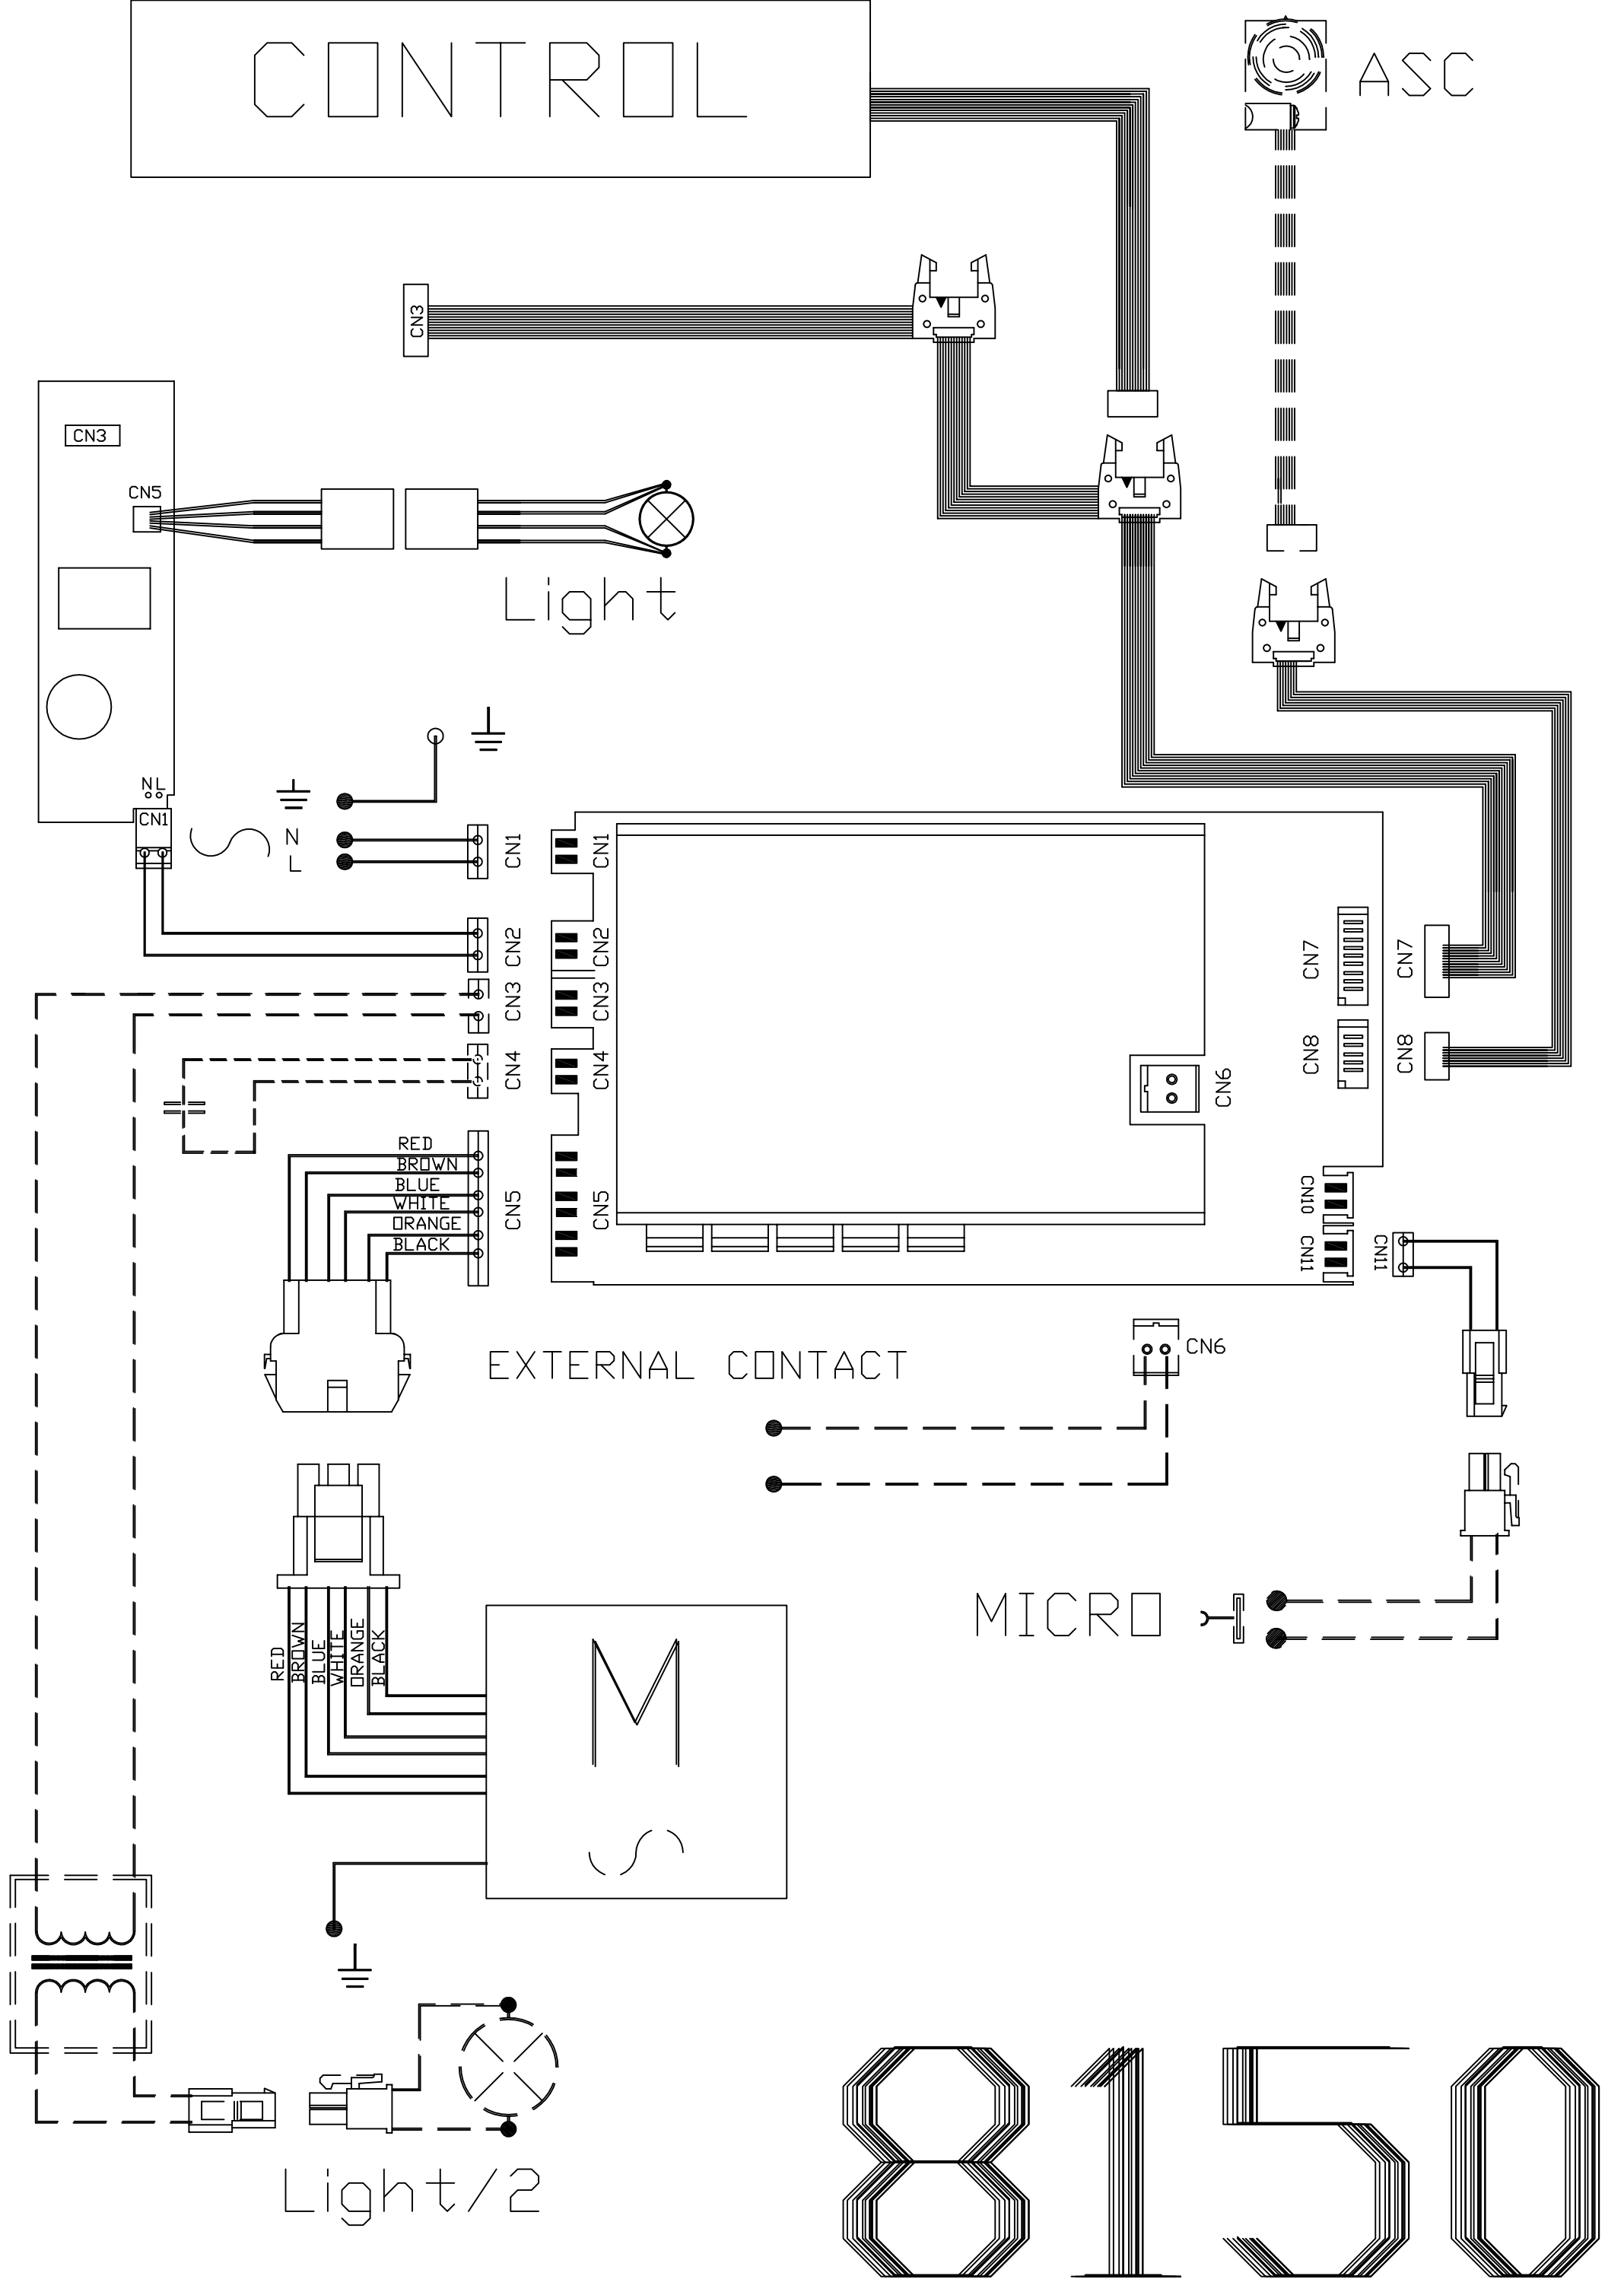 CONTROL
ASC
CN3
CN3
CN5
Light
NL
CN1
N
L
CN1
CN1
CN2
CN2
CN7
CN7
CN3
CN3
CN4
CN4
CN8
CN8
CN6
RED
BROWN
BLUE
WHITE
ORANGE
BLACK
CN5
CN5
CN10
CN11
CN11
EXTERNAL CONTACT
CN6
MICRO
RED
BROWN
BLUE
WHITE
ORANGE
BLACK
M
Light/2
8150